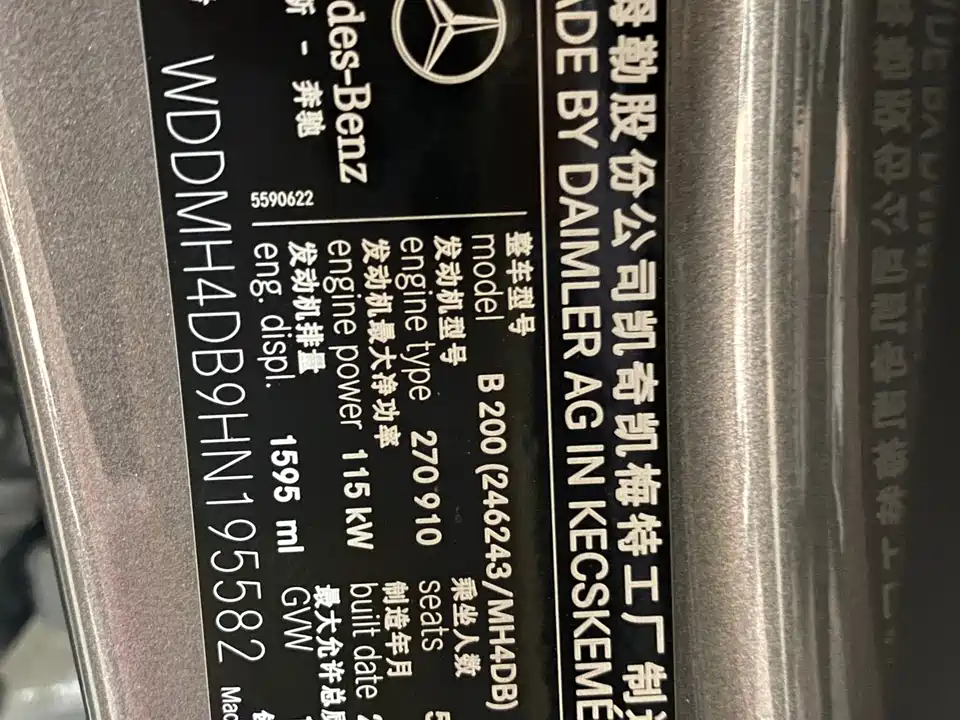 勒股份公司凯奇凯梅特工厂制
ADE BY DAIMLER AG IN KECSKEMÉ
des-Benz
- 奔驰
5590622
整车型号
model B 200 (246243/MH4DB)
发动机型号 乘坐人数
engine type 270 910 seats 5
发动机最大净功率 制造年月
engine power 115 kW built date 2
发动机排量 最大允许总质
eng. displ. 1595 ml GVW
WDDMH4DB9HN195582
Mad